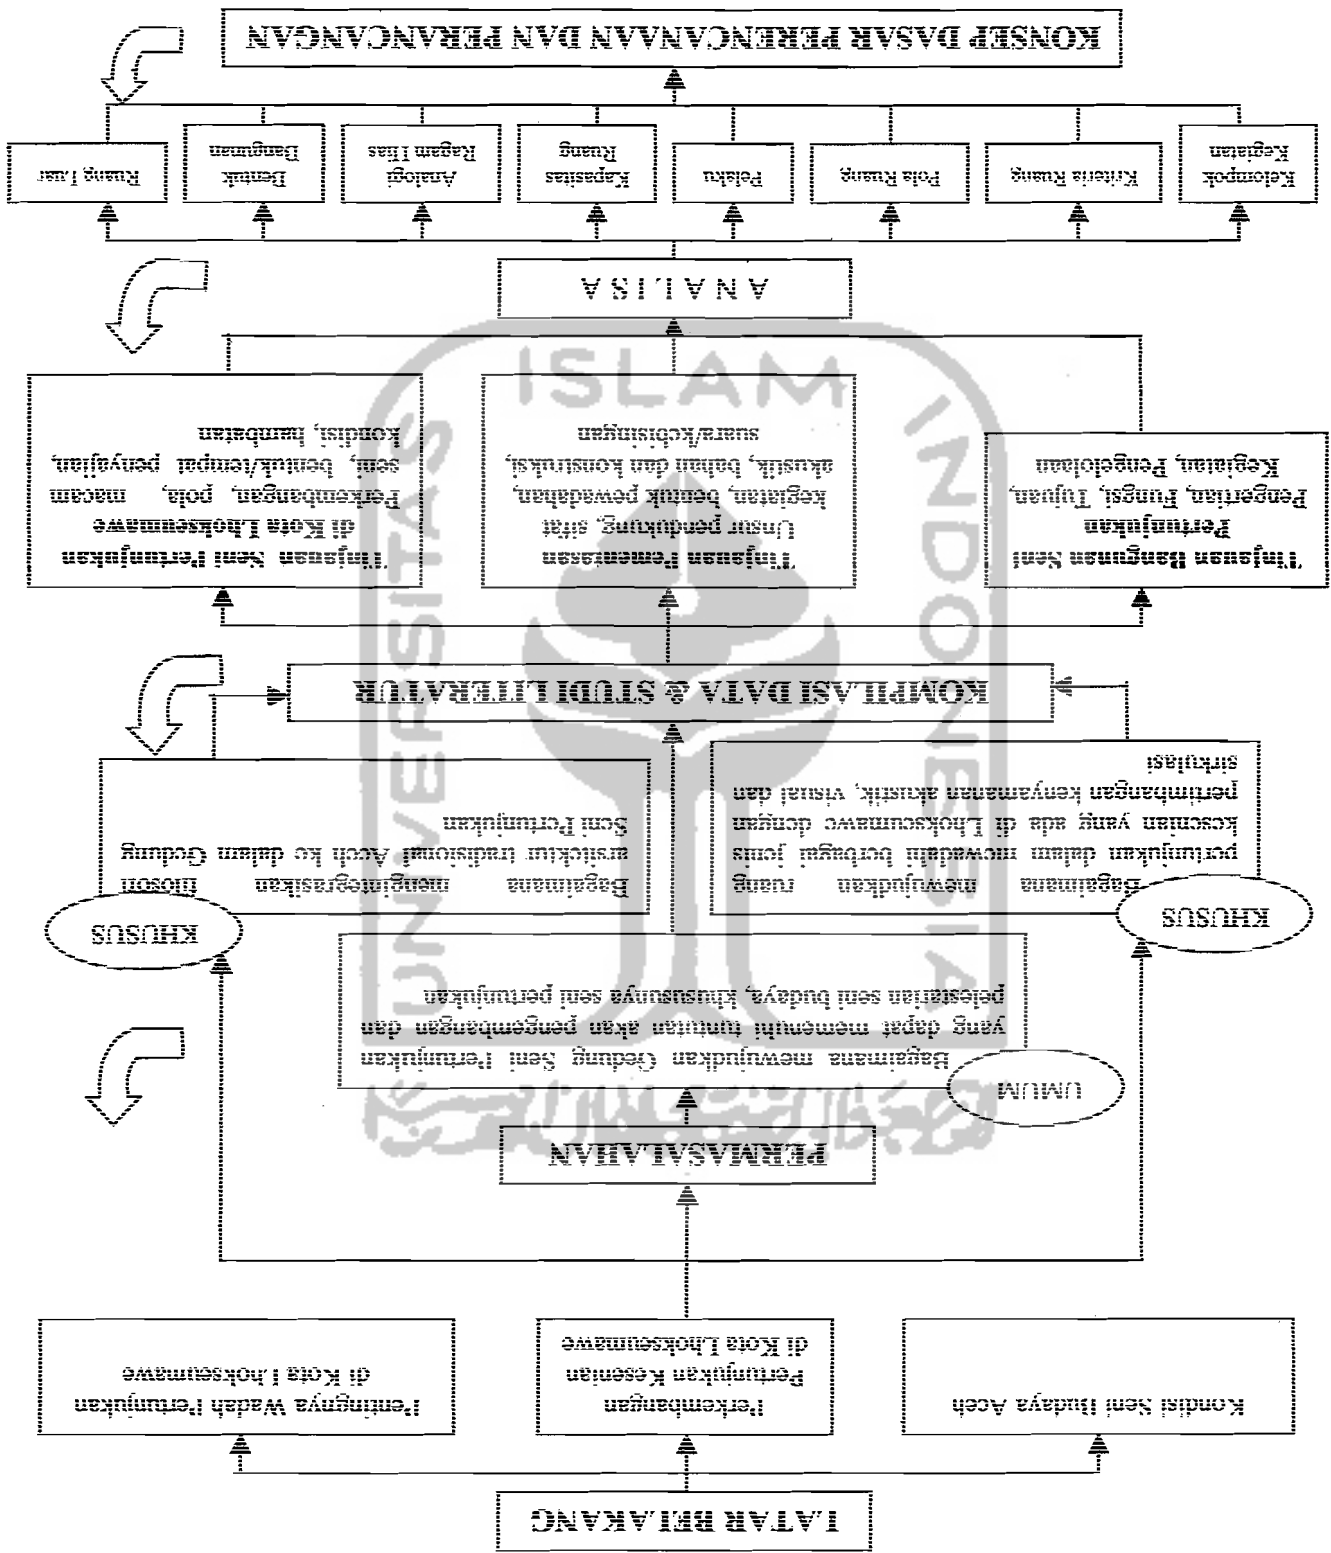 LATAR BELAKANG
Kondisi Seni Budaya Aceh
Perkembangan
Pertunjukan Kesenian
di Kota Lhokseumawe
Pentingnya Wadah Pertunjukan
di Kota Lhokseumawe
PERMASALAHAN
UMUM
Bagaimana mewujudkan Gedung Seni Pertunjukan
yang dapat memenuhi tuntutan akan pengembangan dan
pelestarian seni budaya, khususnya seni pertunjukan
KHUSUS
Bagaimana mewujudkan ruang
pertunjukan dalam mewadahi berbagai jenis
kesenian yang ada di Lhokseumawe dengan
pertimbangan kenyamanan akustik, visual dan
sirkulasi
KHUSUS
Bagaimana mengintegrasikan filosofi
arsitektur tradisional Aceh ke dalam Gedung
Seni Pertunjukan
KOMPILASI DATA & STUDI LITERATUR
Tinjauan Bangunan Seni
Pertunjukan
Pengertian, Fungsi, Tujuan,
Kegiatan, Pengelolaan
Tinjauan Pementasan
Unsur pendukung, sifat
kegiatan, bentuk pewadahan,
akustik, bahan dan konstruksi,
suara/kebisingan
Tinjauan Seni Pertunjukan
di Kota Lhokseumawe
Perkembangan, pola, macam
seni, bentuk/tempat penyajian,
kondisi, hambatan
ANALISA
Kelompok
Kegiatan
Kriteria Ruang
Pola Ruang
Pelaku
Kapasitas
Ruang
Analogi
Ragam Hias
Bentuk
Bangunan
Ruang Luar
KONSEP DASAR PERENCANAAN DAN PERANCANGAN
UNIVERSITAS
ISLAM
INDONESIA